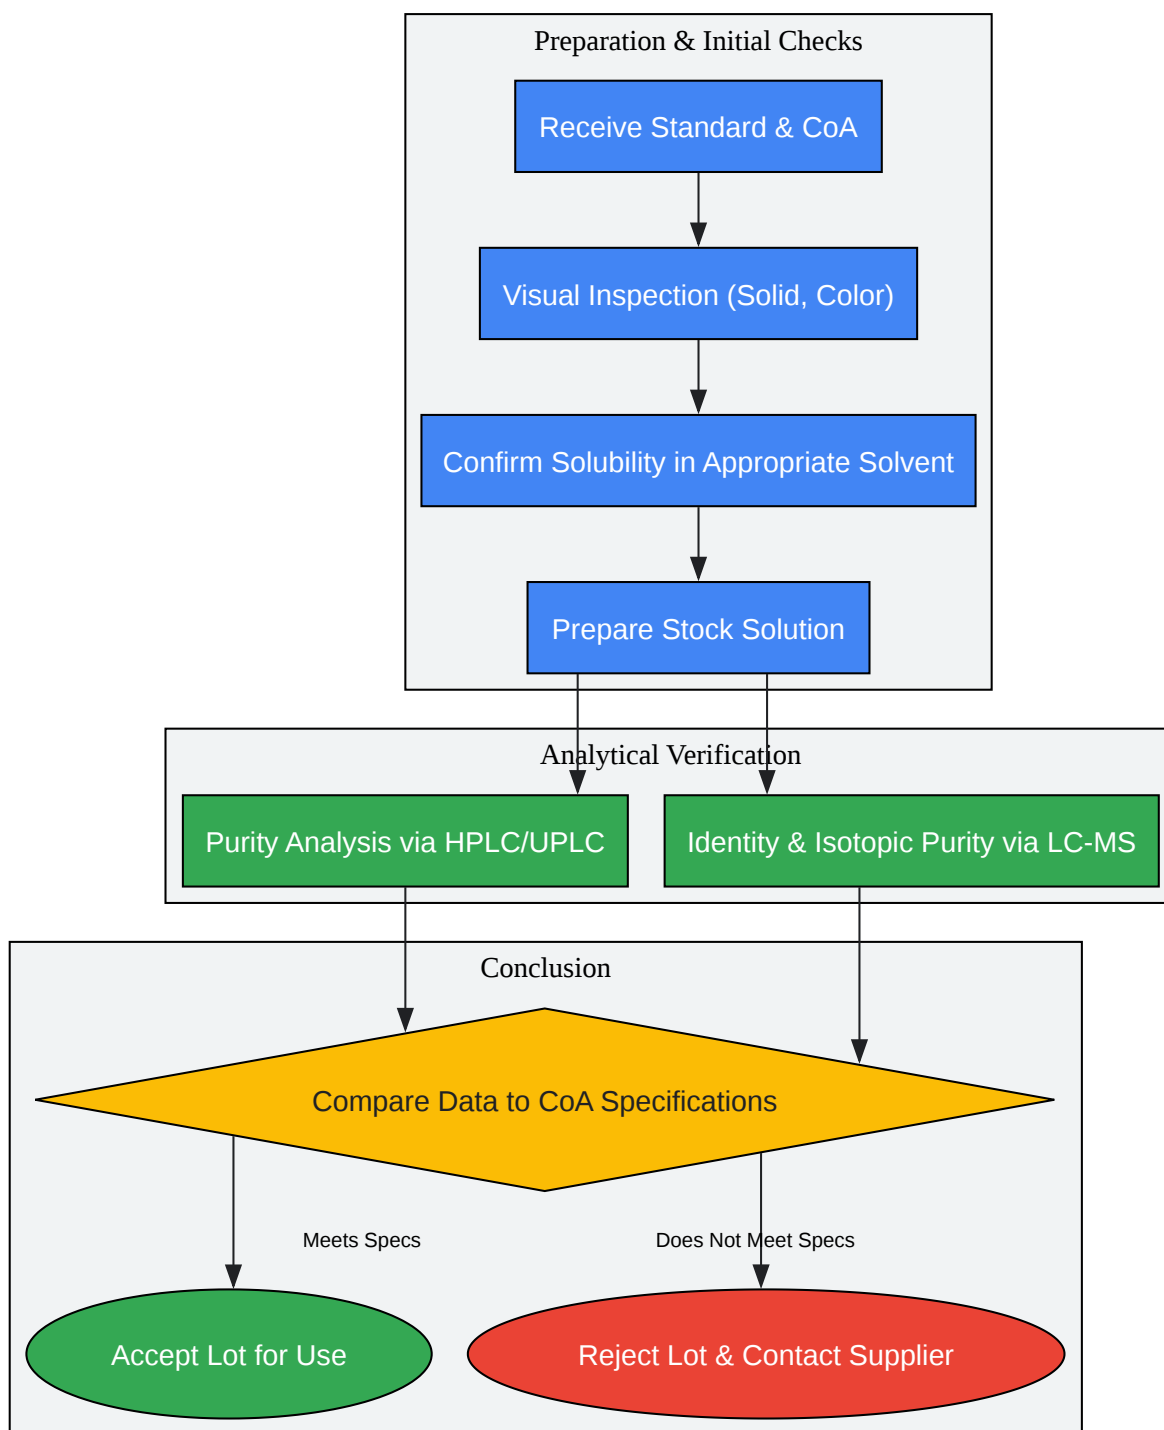 Preparation & Initial Checks
Receive Standard & CoA
Visual Inspection (Solid, Color)
Confirm Solubility in Appropriate Solvent
Prepare Stock Solution
Analytical Verification
Purity Analysis via HPLC/UPLC
Identity & Isotopic Purity via LC-MS
Conclusion
Compare Data to CoA Specifications
Meets Specs
Does Not Meet Specs
Accept Lot for Use
Reject Lot & Contact Supplier